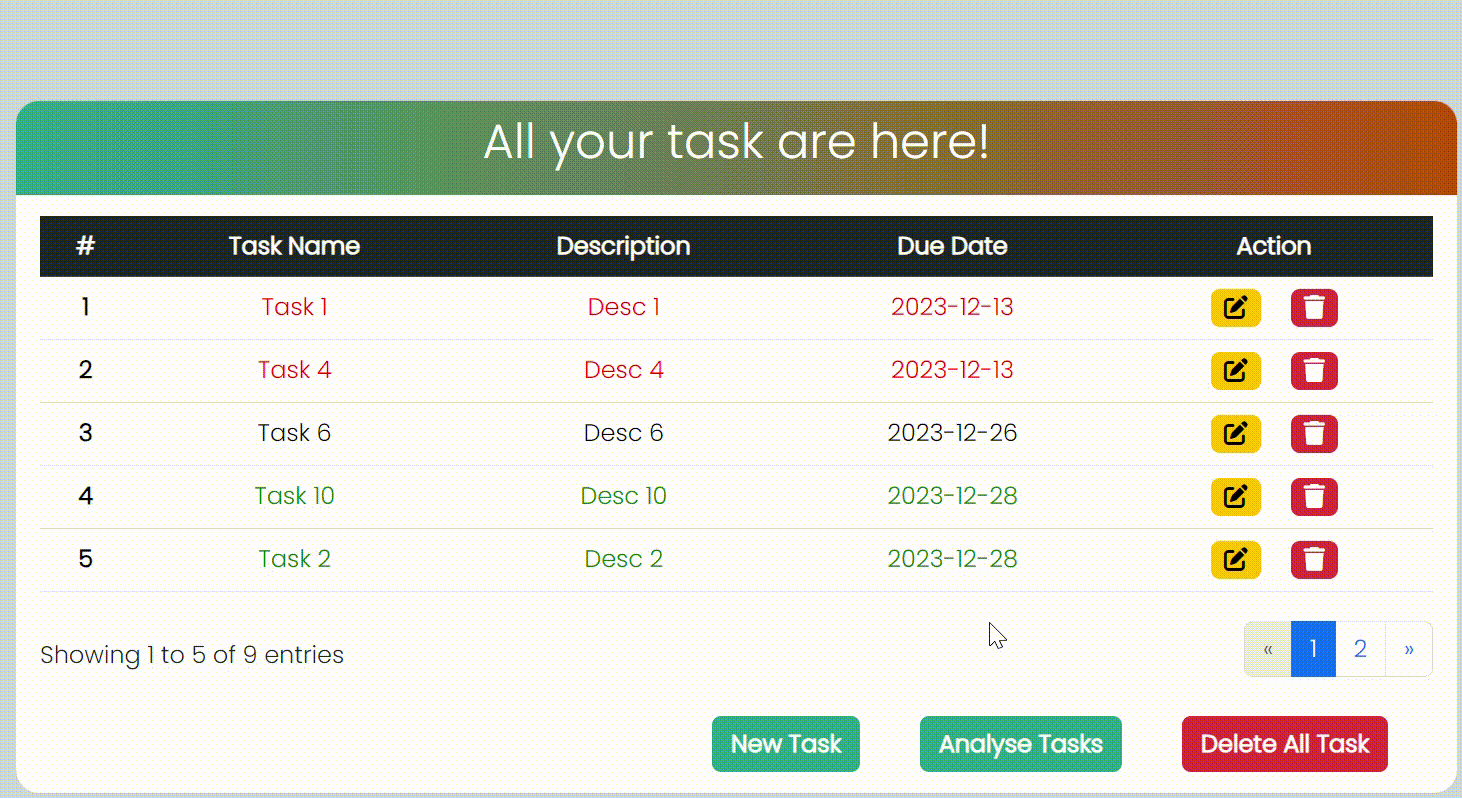 All your task are here!
# Task Name Description Due Date Action
1 Task 1 Desc 1 2023-12-13
2 Task 4 Desc 4 2023-12-13
3 Task 6 Desc 6 2023-12-26
4 Task 10 Desc 10 2023-12-28
5 Task 2 Desc 2 2023-12-28
Showing 1 to 5 of 9 entries « 1 2 »
New Task Analyse Tasks Delete All Task